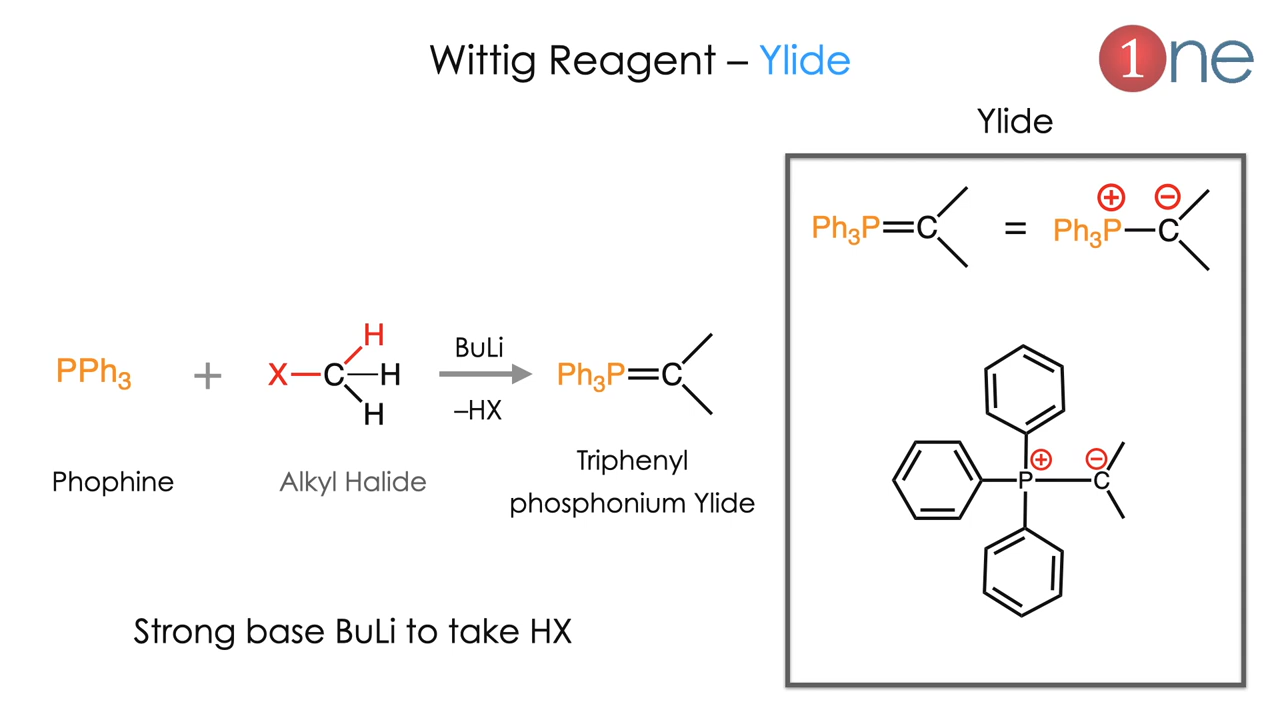 Wittig Reagent – Ylide
1ne
Ylide
Ph3P=C = Ph3P–C
⊕ ⊖
PPh3 + X–C–H
H
H
BuLi
–HX
Ph3P=C
Phophine
Alkyl Halide
Triphenyl
phosphonium Ylide
P ⊕ C ⊖
Strong base BuLi to take HX